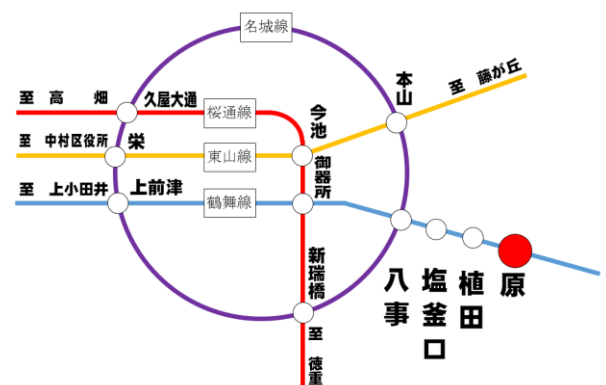 名城線
至 高 畑
久屋大通
桜通線
今池
本山
至 藤が丘
至 中村区役所
栄
東山線
御器所
至 上小田井
上前津
鶴舞線
新瑞橋
八事
塩釜口
植田
原
至 徳重